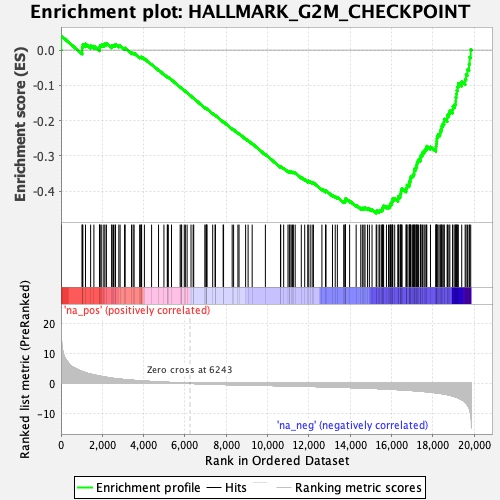 Enrichment plot: HALLMARK_G2M_CHECKPOINT
Enrichment score (ES)
0.0
-0.1
-0.2
-0.3
-0.4
'na_pos' (positively correlated)
Ranked list metric (PreRanked)
20
10
0
-10
Zero cross at 6243
'na_neg' (negatively correlated)
0
2,000
4,000
6,000
8,000
10,000
12,000
14,000
16,000
18,000
20,000
Rank in Ordered Dataset
Enrichment profile
Hits
Ranking metric scores